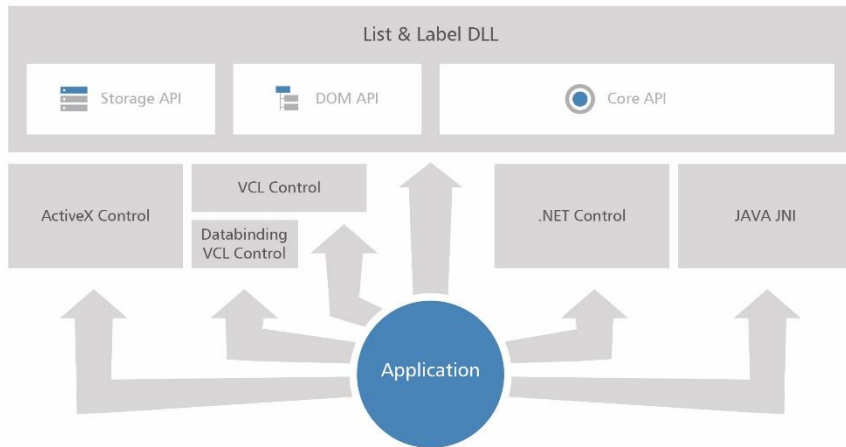 List & Label DLL
Storage API
DOM API
Core API
ActiveX Control
VCL Control
Databinding
VCL Control
.NET Control
JAVA JNI
Application